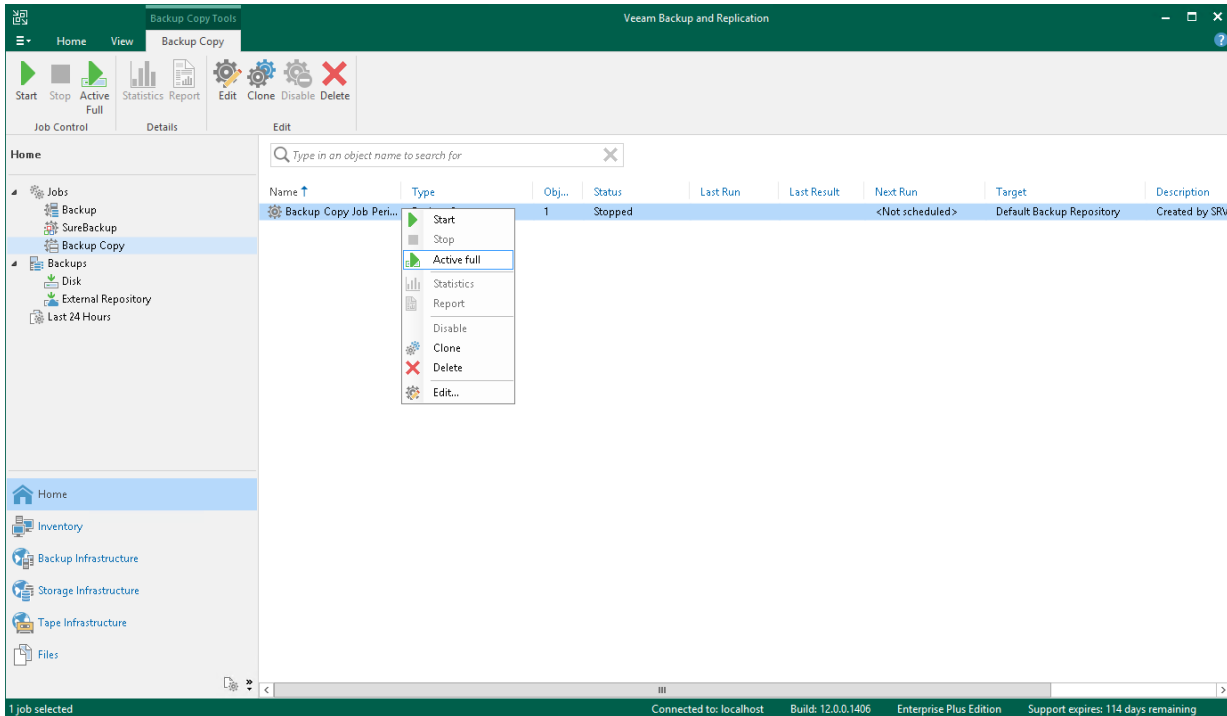 Backup Copy Tools
Veeam Backup and Replication
Home View Backup Copy
Start Stop Active Full Statistics Report Edit Clone Disable Delete
Job Control Details Edit
Home
Type in an object name to search for
Jobs
Backup
SureBackup
Backup Copy
Backups
Disk
External Repository
Last 24 Hours
Name Type Obj... Status Last Run Last Result Next Run Target Description
Backup Copy Job Peri... 1 Stopped <Not scheduled> Default Backup Repository Created by SRV
Start
Stop
Active full
Statistics
Report
Disable
Clone
Delete
Edit...
Home
Inventory
Backup Infrastructure
Storage Infrastructure
Tape Infrastructure
Files
1 job selected Connected to: localhost Build: 12.0.0.1406 Enterprise Plus Edition Support expires: 114 days remaining